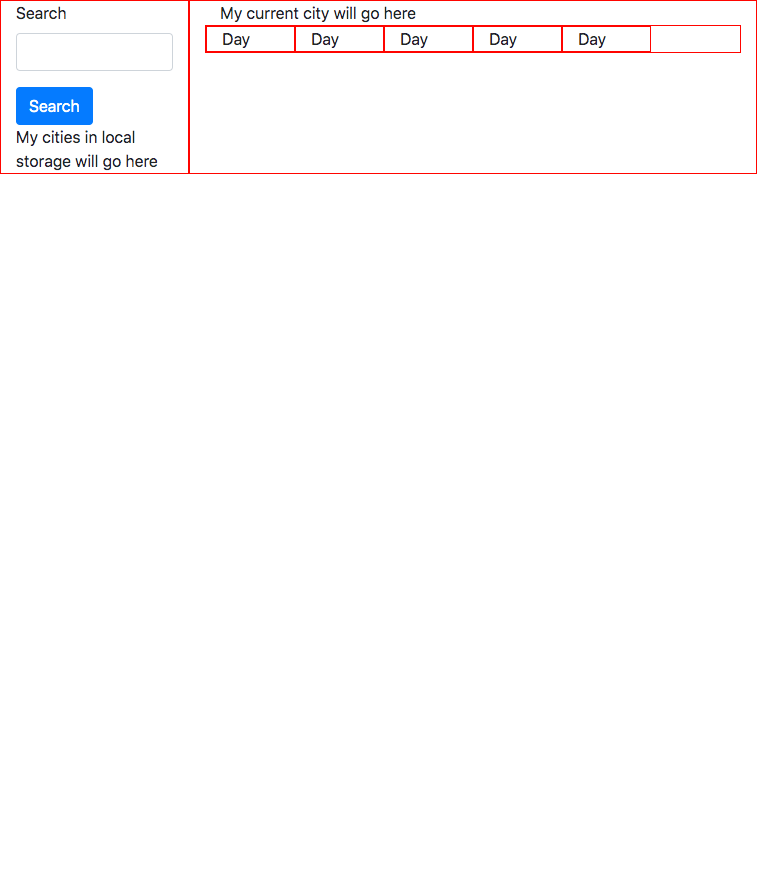 Search
Search
My cities in local
storage will go here
My current city will go here
Day Day Day Day Day